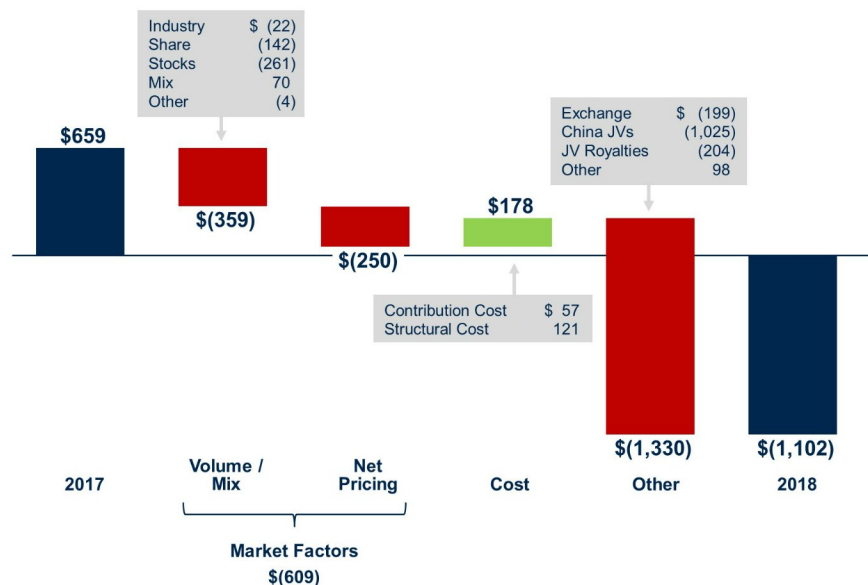 Industry $ (22)
Share (142)
Stocks (261)
Mix 70
Other (4)
$659
$(359)
$(250)
$178
Contribution Cost $ 57
Structural Cost 121
Exchange $ (199)
China JVs (1,025)
JV Royalties (204)
Other 98
$(1,330)
$(1,102)
2017
Volume /
Mix
Net
Pricing
Cost
Other
2018
Market Factors
$(609)